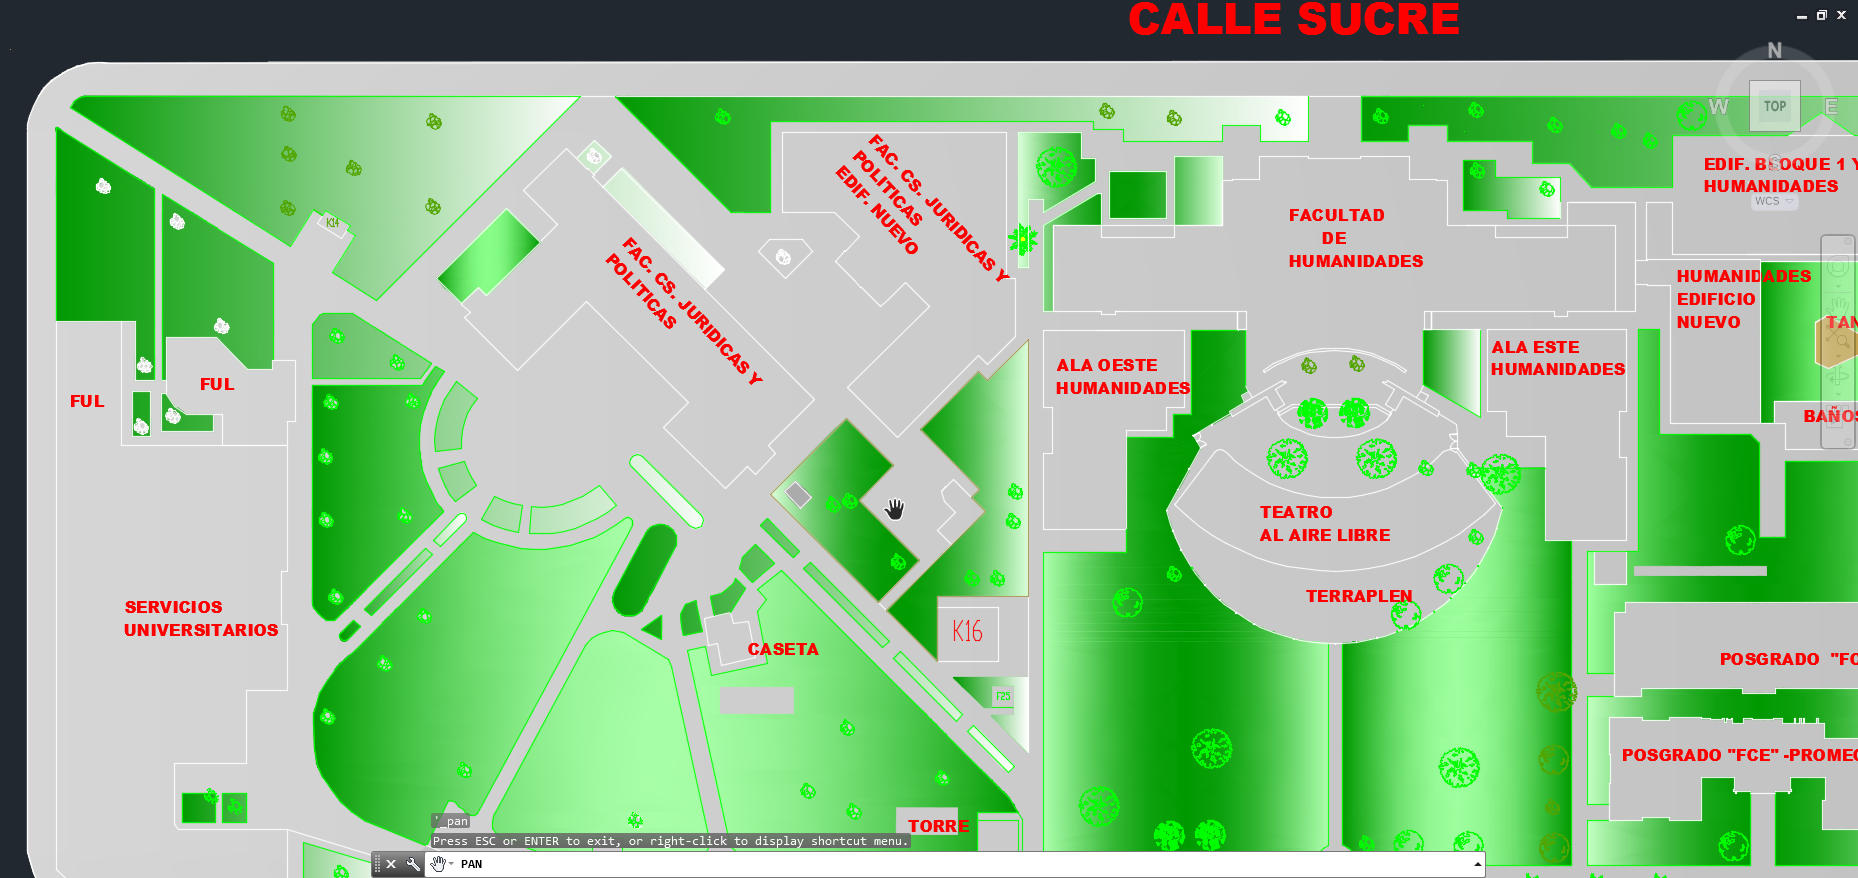 CALLE SUCRE
N
W
TOP
E
S
WCS
EDIF. BLOQUE 1 Y
HUMANIDADES
FAC. CS. JURIDICAS Y
POLITICAS
EDIF. NUEVO
K14
FACULTAD
DE
HUMANIDADES
FAC. CS. JURIDICAS Y
POLITICAS
HUMANIDADES
EDIFICIO
NUEVO
TAN
ALA OESTE
HUMANIDADES
ALA ESTE
HUMANIDADES
FUL
FUL
BAÑOS
TEATRO
AL AIRE LIBRE
TERRAPLEN
SERVICIOS
UNIVERSITARIOS
K16
CASETA
F25
POSGRADO "FC
POSGRADO "FCE" -PROMEC
TORRE
'_pan
Press ESC or ENTER to exit, or right-click to display shortcut menu.
PAN